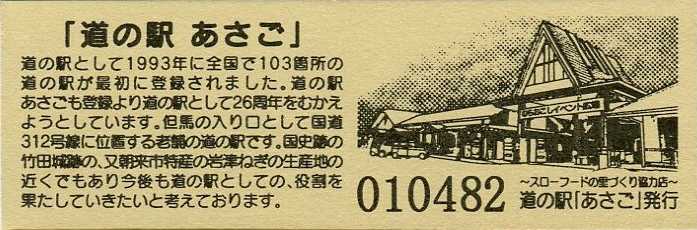 「道の駅 あさご」
道の駅として1993年に全国で103箇所の
道の駅が最初に登録されました。道の駅
あさごも登録より道の駅として26周年をむかえ
ようとしています。但馬の入り口として国道
312号線に位置する老舗の道の駅です。国史跡の
竹田城跡の、又朝来市特産の岩津ねぎの生産地の
近くでもあり今後も道の駅としての、役割を
果たしていきたいと考えております。
イベント広場
010482
～スローフードの里づくり協力店～
道の駅「あさご」発行